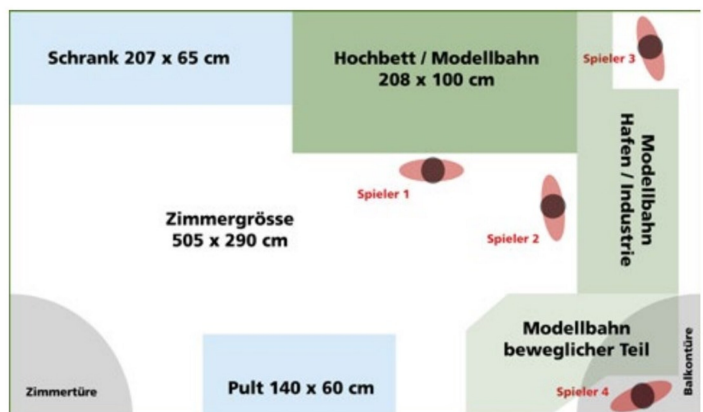 Schrank 207 x 65 cm
Hochbett / Modellbahn
208 x 100 cm
Spieler 3
Modellbahn
Hafen / Industrie
Spieler 1
Spieler 2
Zimmergrösse
505 x 290 cm
Modellbahn
beweglicher Teil
Balkontüre
Zimmertüre
Pult 140 x 60 cm
Spieler 4